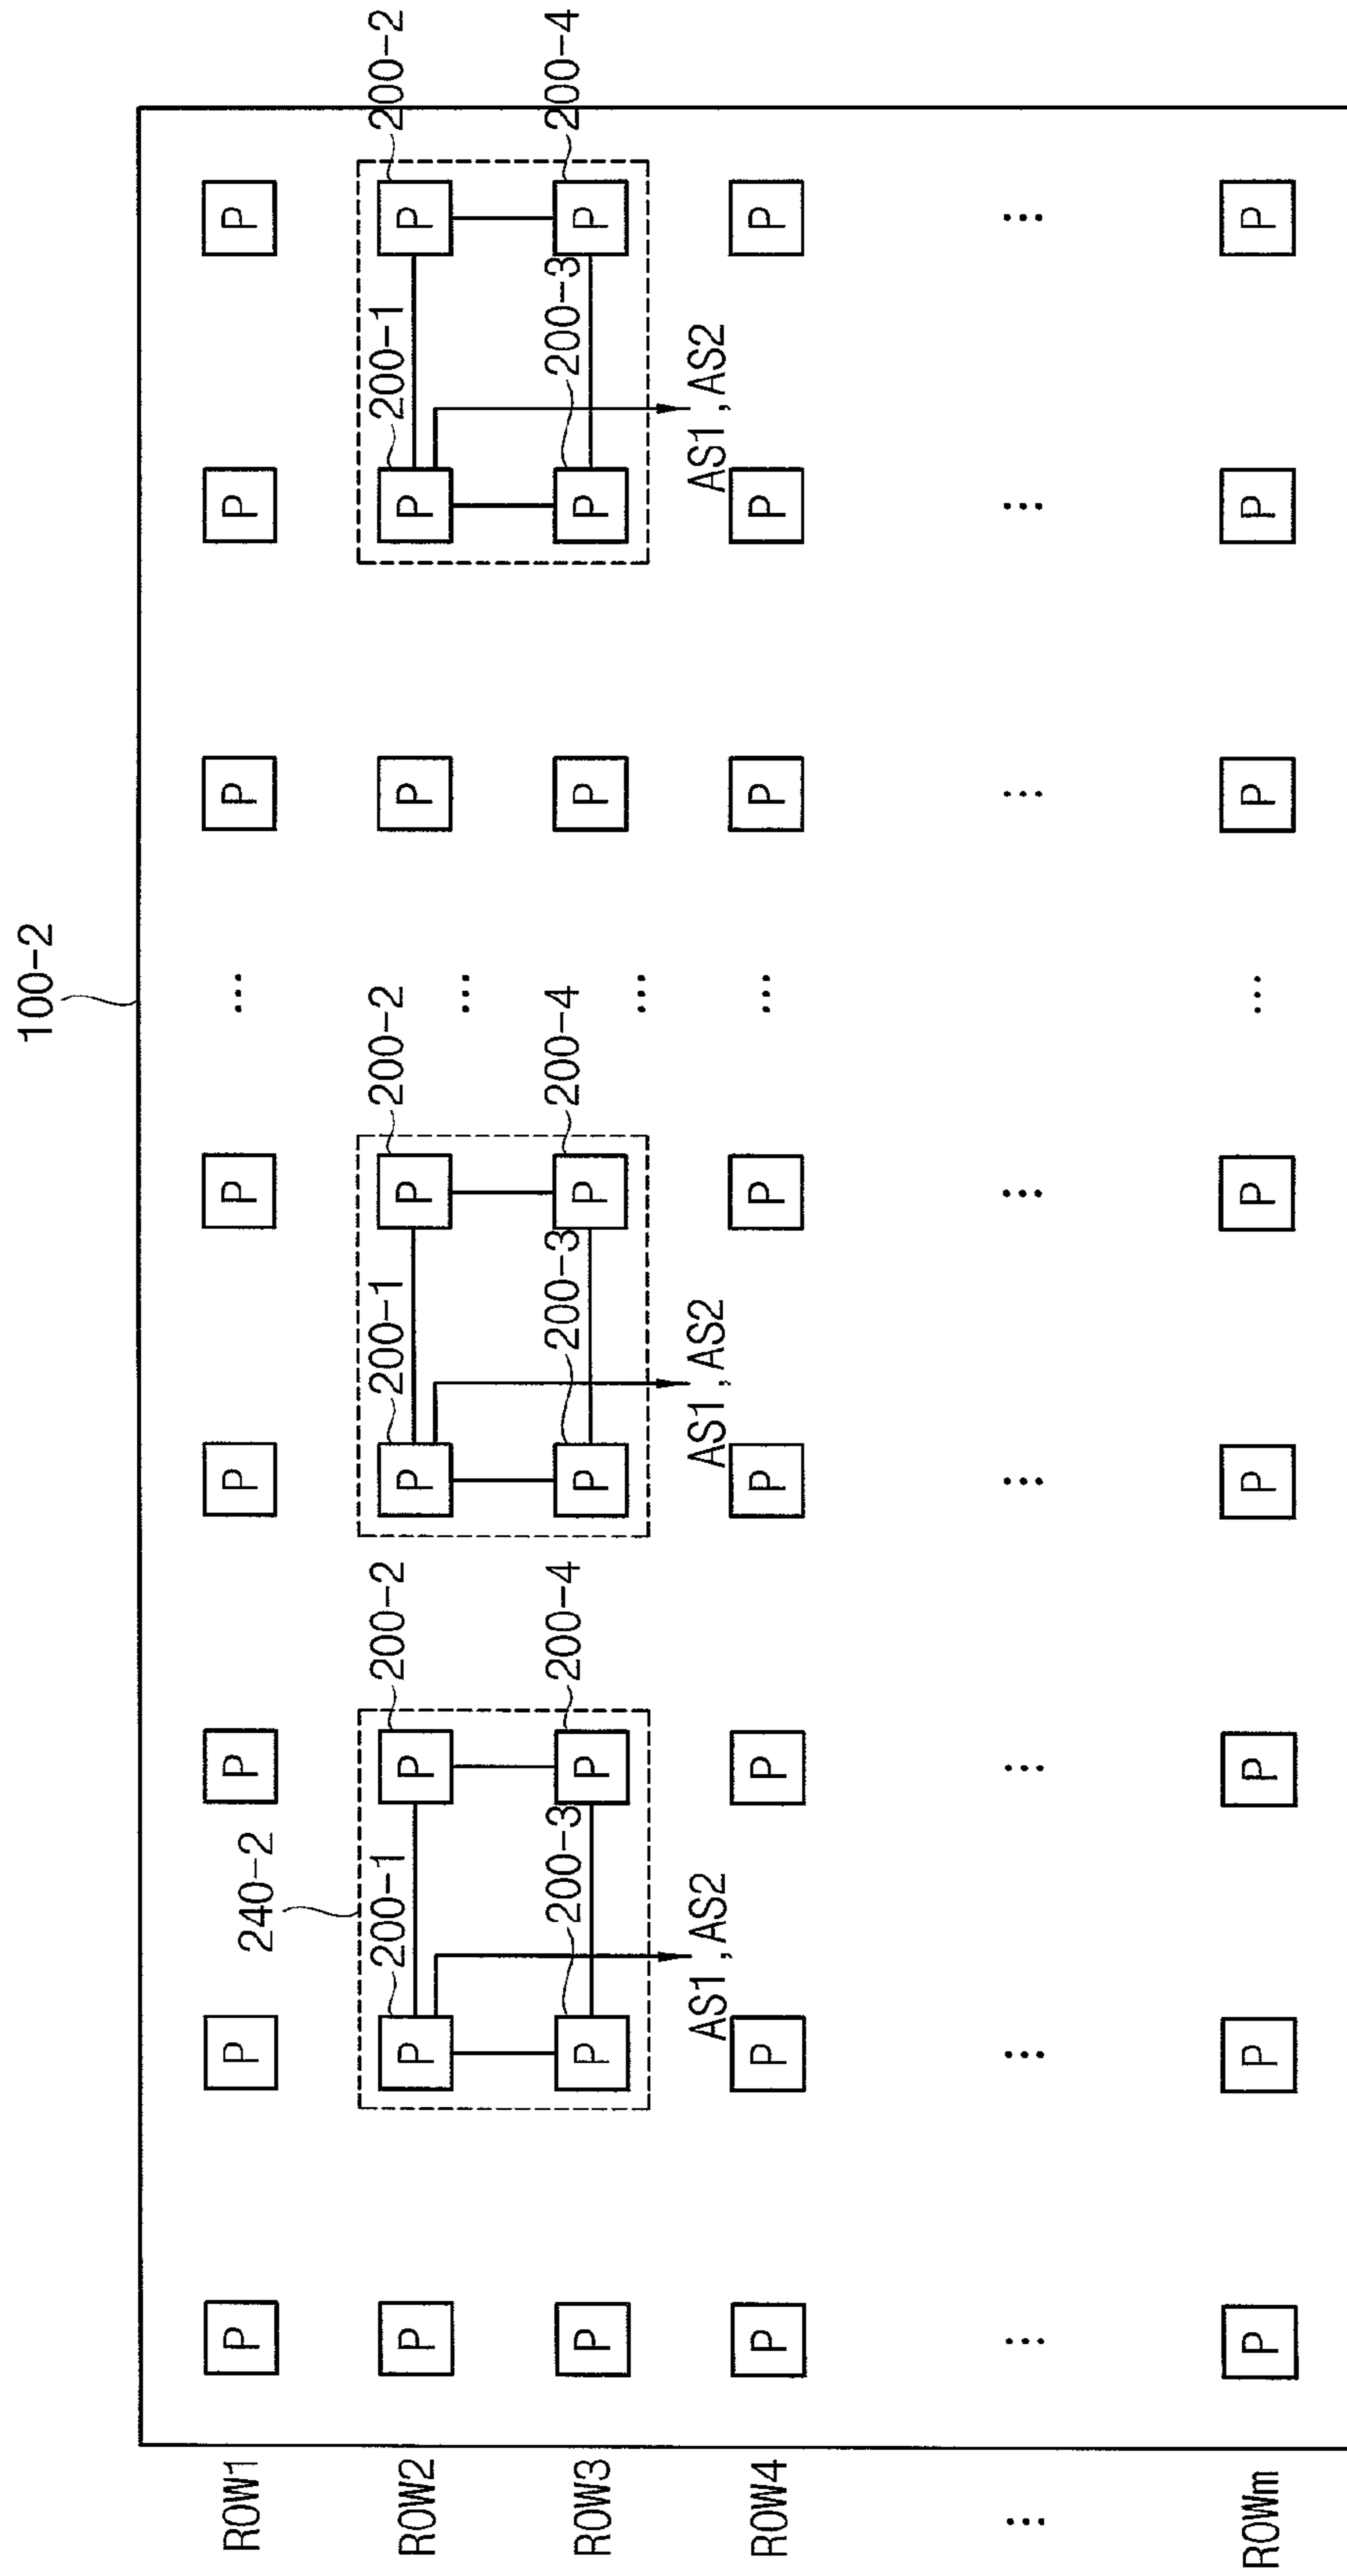 100-2
ROW1 P P P P P ... P P P
240-2
200-1 200-2 200-1 200-2 200-1 200-2
ROW2 P P P P P ... P P P
200-3 200-4 200-3 200-4 200-3 200-4
ROW3 P P P P P ... P P P
AS1 ,AS2 AS1 ,AS2 AS1 ,AS2
ROW4 P P P P P ... P P P
... ... ... ... ... ... ... ... ...
ROWm P P P P P ... P P P